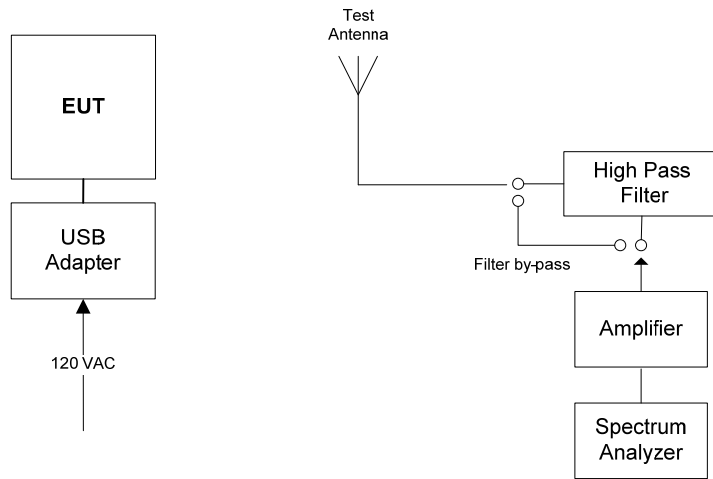 EUT
USB
Adapter
120 VAC
Test
Antenna
High Pass
Filter
Filter by-pass
Amplifier
Spectrum
Analyzer